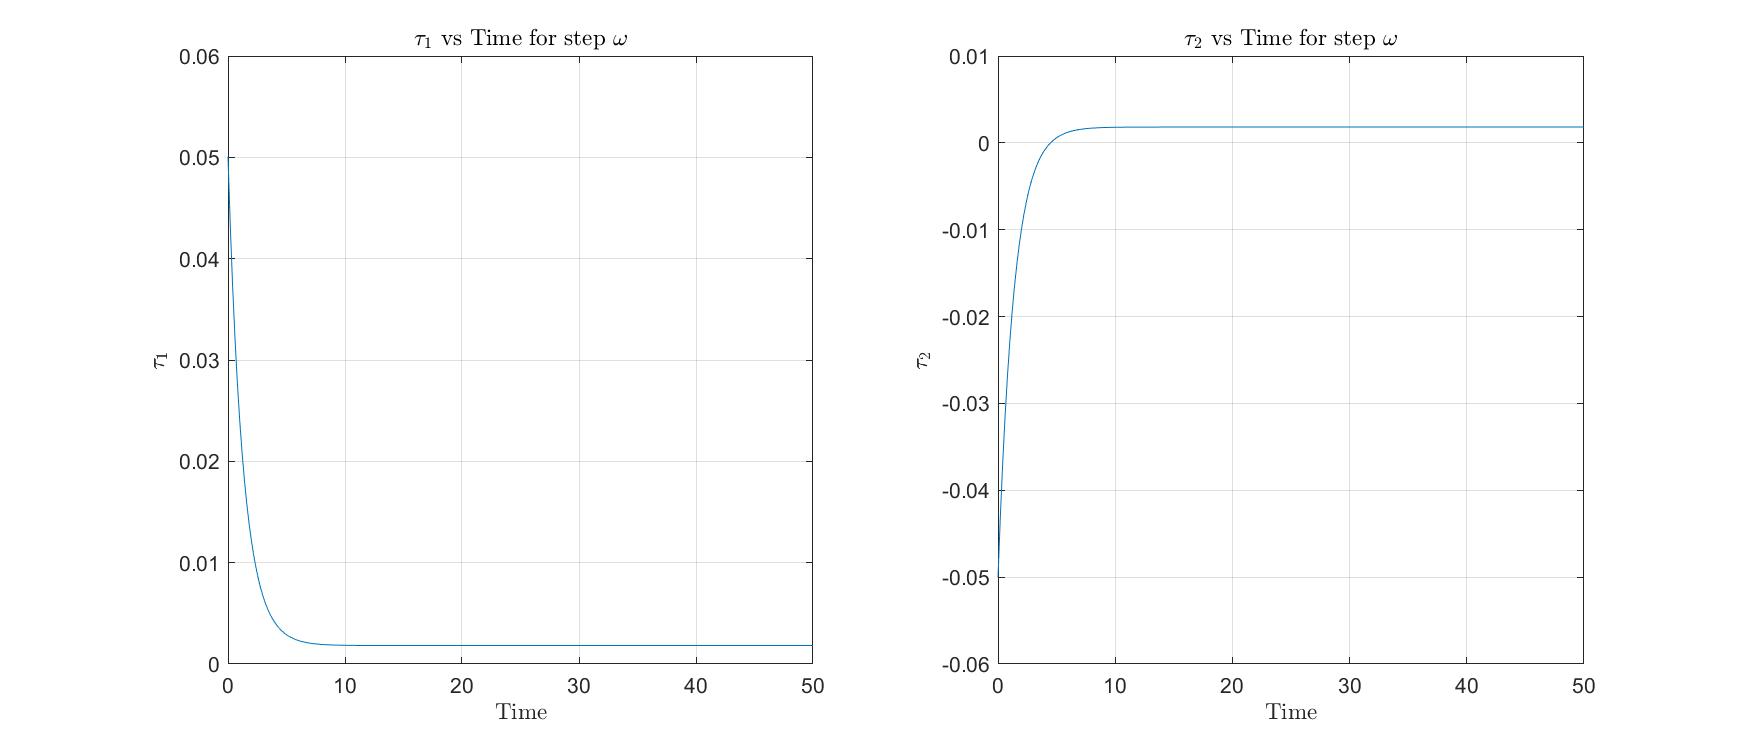 τ₁ vs Time for step ω
0.06
0.05
0.04
0.03
0.02
0.01
0
τ₁
0 10 20 30 40 50
Time
τ₂ vs Time for step ω
0.01
0
-0.01
-0.02
-0.03
-0.04
-0.05
-0.06
τ₂
0 10 20 30 40 50
Time